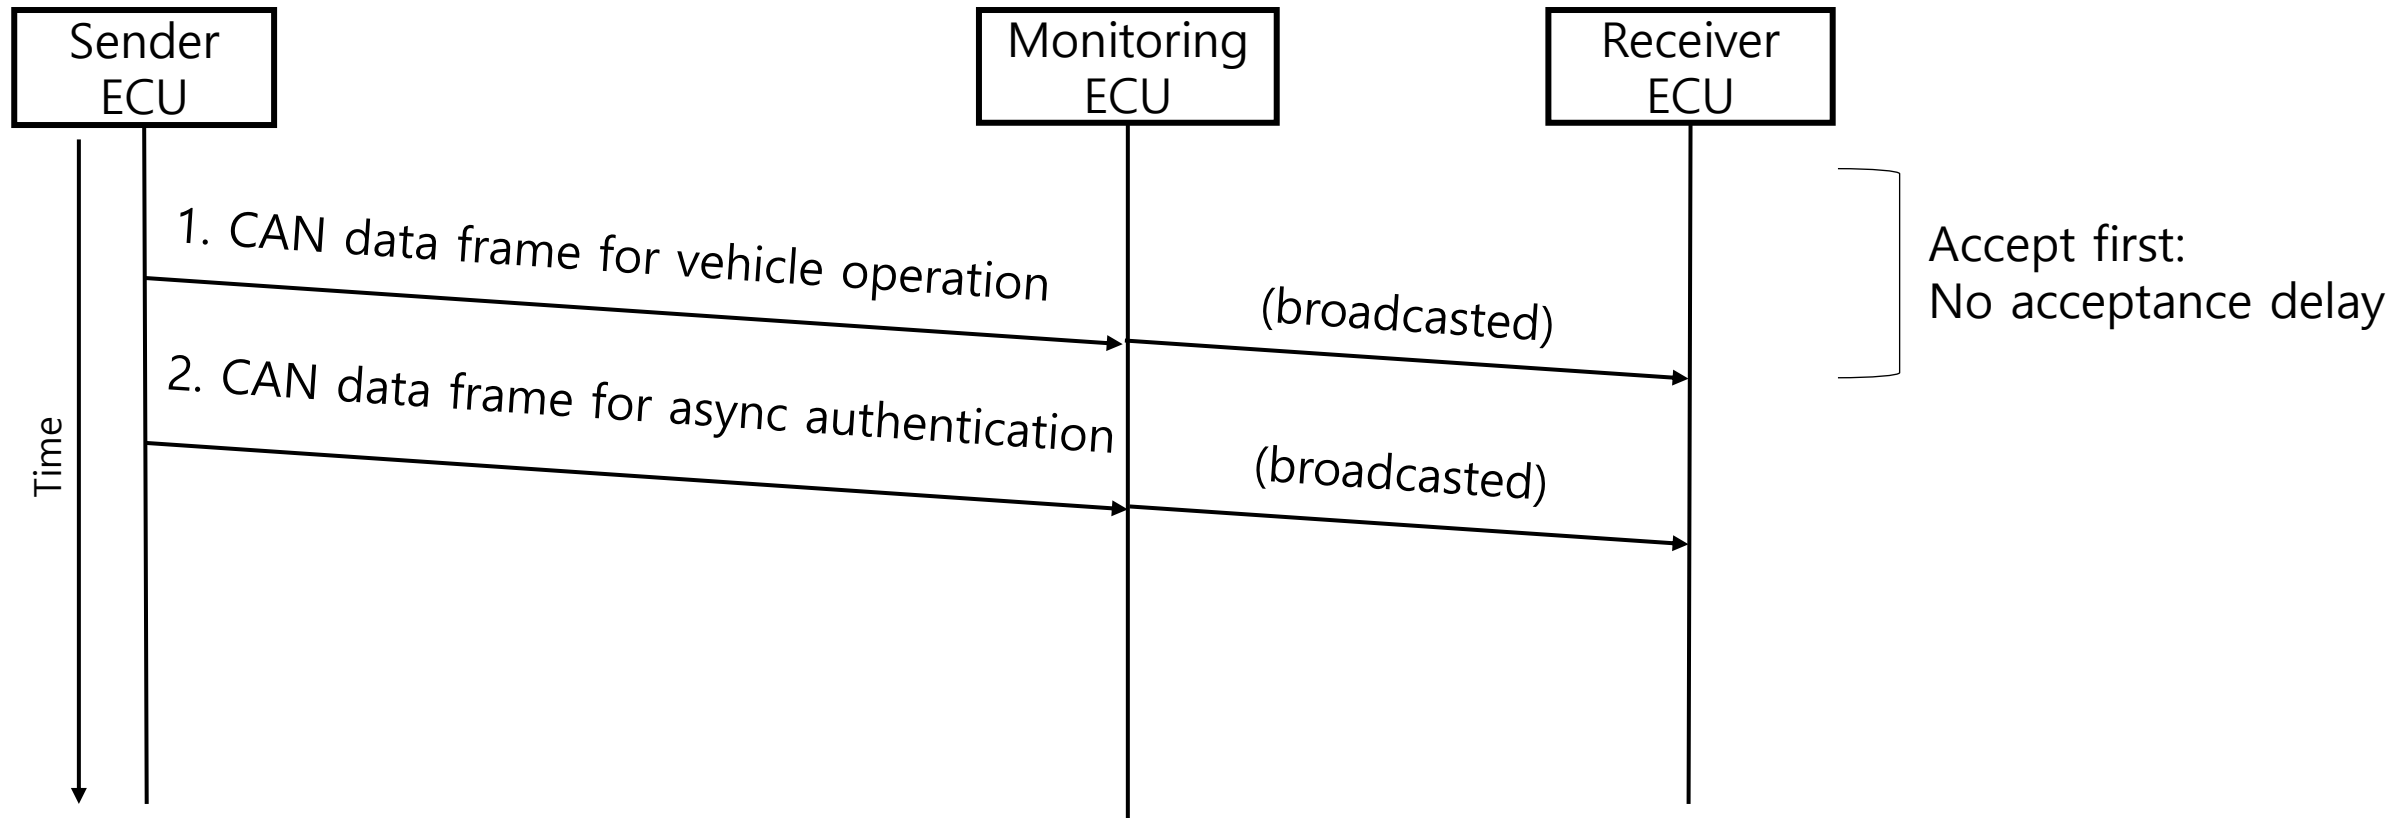 Sender
ECU
Monitoring
ECU
Receiver
ECU
1. CAN data frame for vehicle operation
(broadcasted)
Accept first:
No acceptance delay
2. CAN data frame for async authentication
(broadcasted)
Time